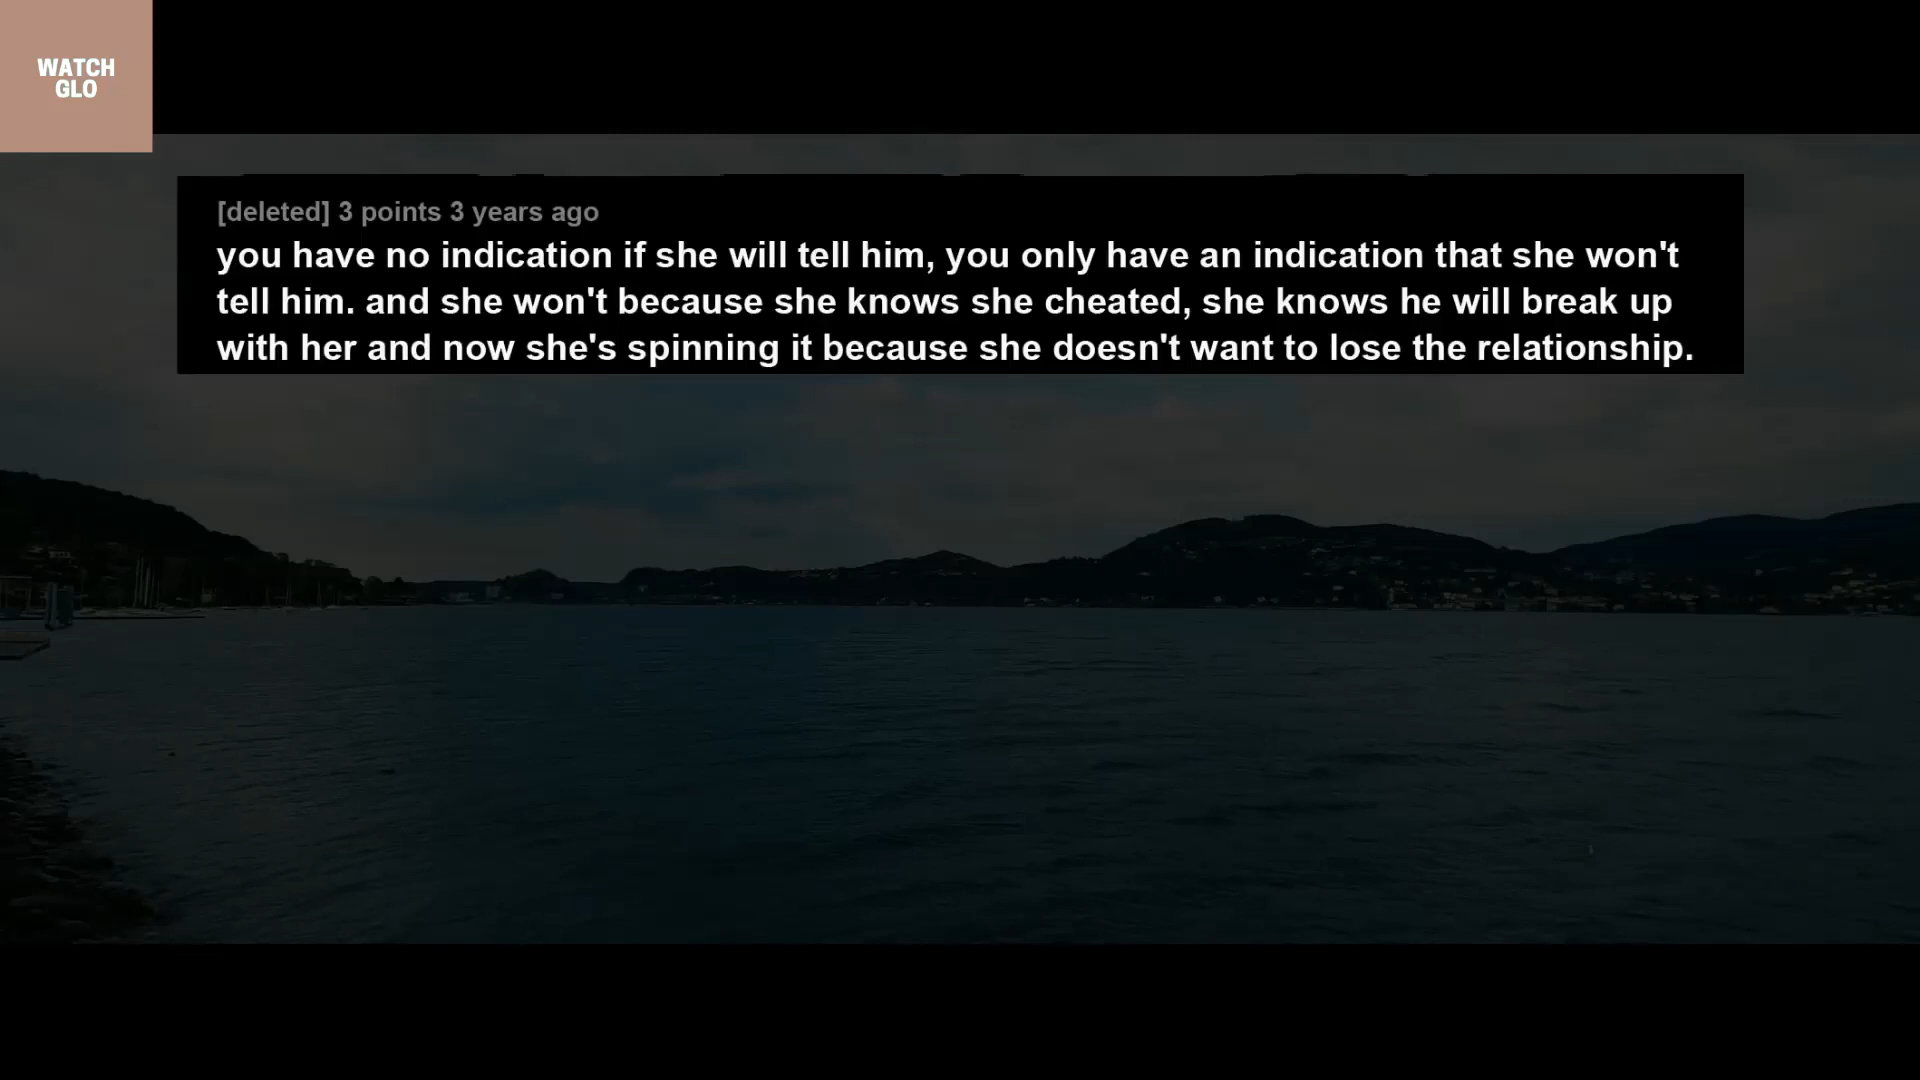 WATCH
GLO
[deleted] 3 points 3 years ago
you have no indication if she will tell him, you only have an indication that she won't
tell him. and she won't because she knows she cheated, she knows he will break up
with her and now she's spinning it because she doesn't want to lose the relationship.